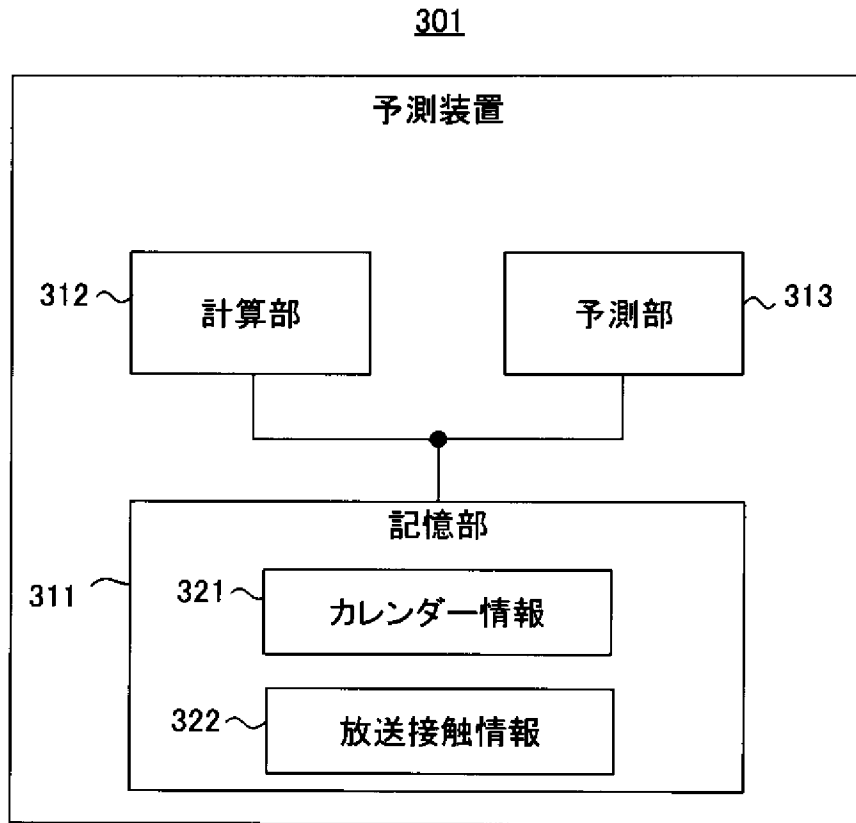 301
予測装置
312
計算部
予測部
313
記憶部
311
321
カレンダー情報
322
放送接触情報